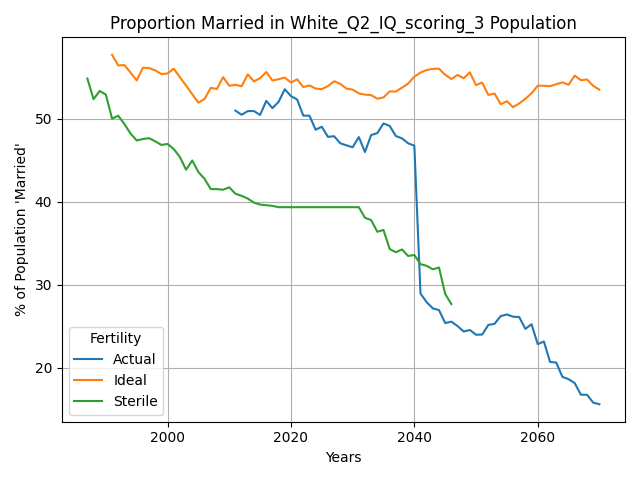 Proportion Married in White_Q2_IQ_scoring_3 Population
% of Population 'Married'
50
40
30
20
Fertility
Actual
Ideal
Sterile
2000 2020 2040 2060
Years